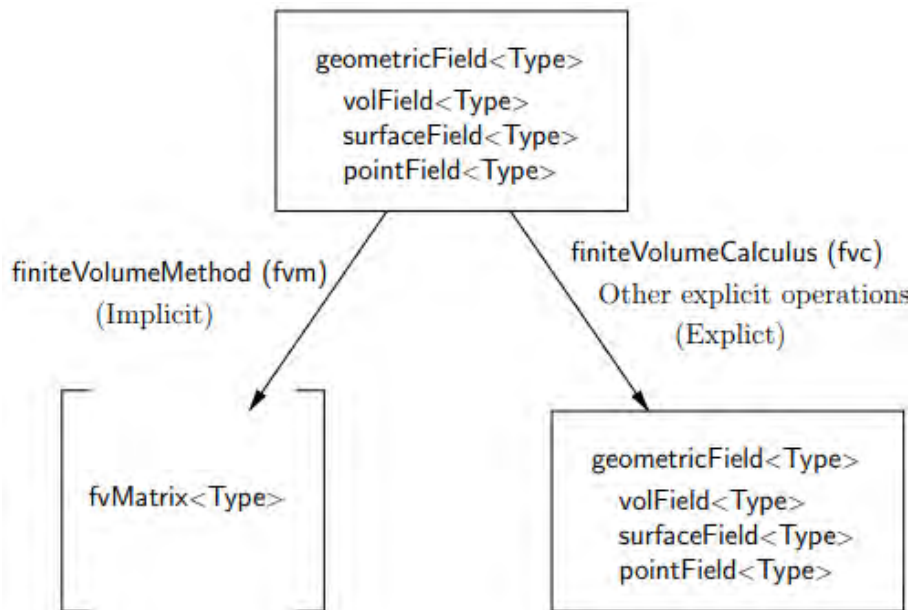 geometricField<Type>
volField<Type>
surfaceField<Type>
pointField<Type>
finiteVolumeMethod (fvm)
(Implicit)
finiteVolumeCalculus (fvc)
Other explicit operations
(Explict)
fvMatrix<Type>
geometricField<Type>
volField<Type>
surfaceField<Type>
pointField<Type>